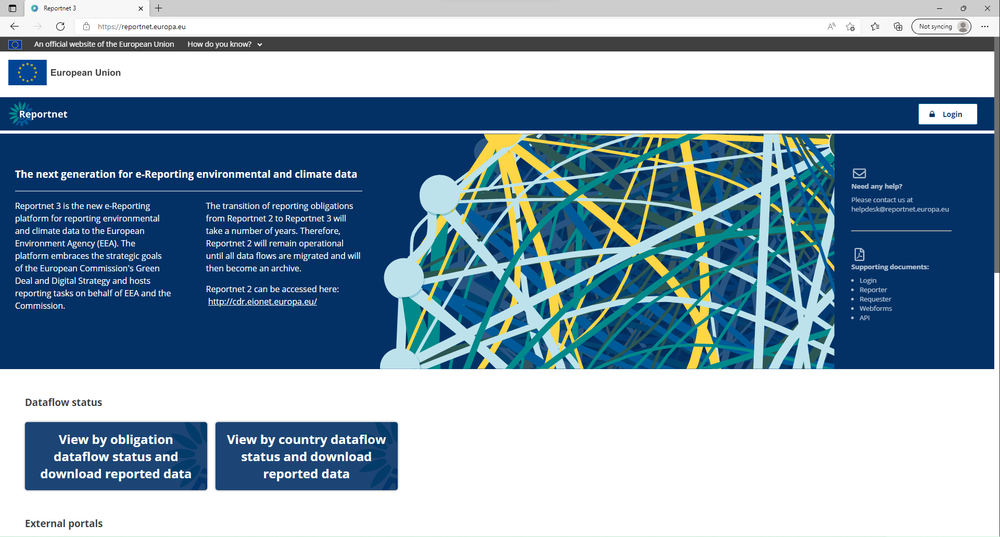 Reportnet 3
https://reportnet.europa.eu
Not syncing
An official website of the European Union How do you know?
European Union
Reportnet
Login
The next generation for e-Reporting environmental and climate data
Reportnet 3 is the new e-Reporting
platform for reporting environmental
and climate data to the European
Environment Agency (EEA). The
platform embraces the strategic goals
of the European Commission's Green
Deal and Digital Strategy and hosts
reporting tasks on behalf of EEA and the
Commission.
The transition of reporting obligations
from Reportnet 2 to Reportnet 3 will
take a number of years. Therefore,
Reportnet 2 will remain operational
until all data flows are migrated and will
then become an archive.
Reportnet 2 can be accessed here:
http://cdr.eionet.europa.eu/
Need any help?
Please contact us at
helpdesk@reportnet.europa.eu
Supporting documents:
Login
Reporter
Requester
Webforms
API
Dataflow status
View by obligation
dataflow status and
download reported data
View by country dataflow
status and download
reported data
External portals